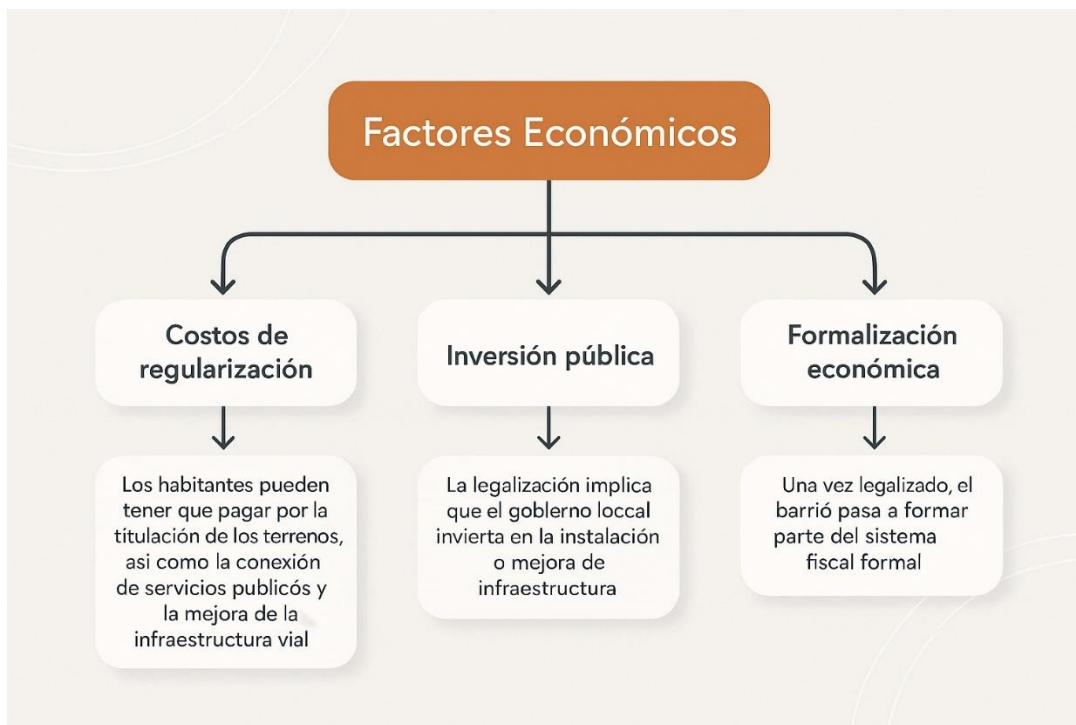 Factores Económicos
Costos de
regularización
Los habitantes pueden
tener que pagar por la
titulación de los terrenos,
asi como la conexión
de servicios publicós y
la mejora de la
infraestructura vial
Inversión pública
La legalización implica
que el gobierno loccal
invierta en la instalación
o mejora de
infraestructura
Formalización
económica
Una vez legalizado, el
barrió pasa a formar
parte del sistema
fiscal formal